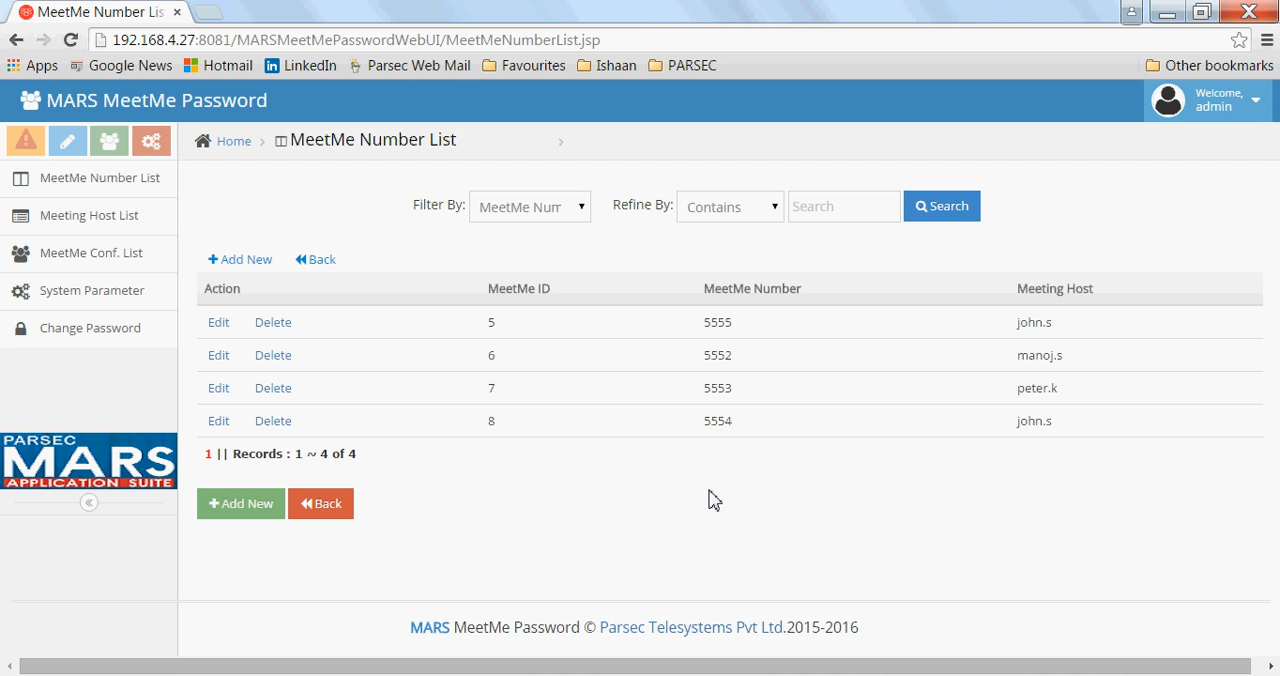 MeetMe Number Lis
192.168.4.27:8081/MARSMeetMePasswordWebUI/MeetMeNumberList.jsp
Apps Google News Hotmail LinkedIn Parsec Web Mail Favourites Ishaan PARSEC Other bookmarks
MARS MeetMe Password
Welcome,
admin
Home > MeetMe Number List >
MeetMe Number List
Meeting Host List
MeetMe Conf. List
System Parameter
Change Password
PARSEC
MARS
APPLICATION SUITE
Filter By: MeetMe Num Refine By: Contains Search Search
Add New Back
Action MeetMe ID MeetMe Number Meeting Host
Edit Delete 5 5555 john.s
Edit Delete 6 5552 manoj.s
Edit Delete 7 5553 peter.k
Edit Delete 8 5554 john.s
1 || Records : 1 ~ 4 of 4
Add New Back
MARS MeetMe Password © Parsec Telesystems Pvt Ltd.2015-2016